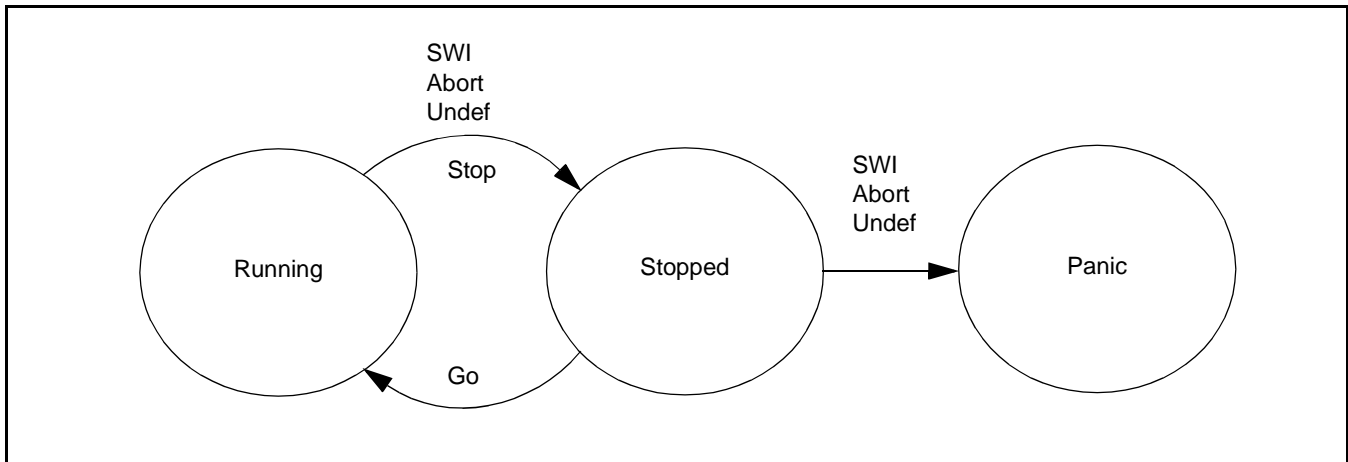 SWI
Abort
Undef
Stop
SWI
Abort
Undef
Running
Stopped
Panic
Go